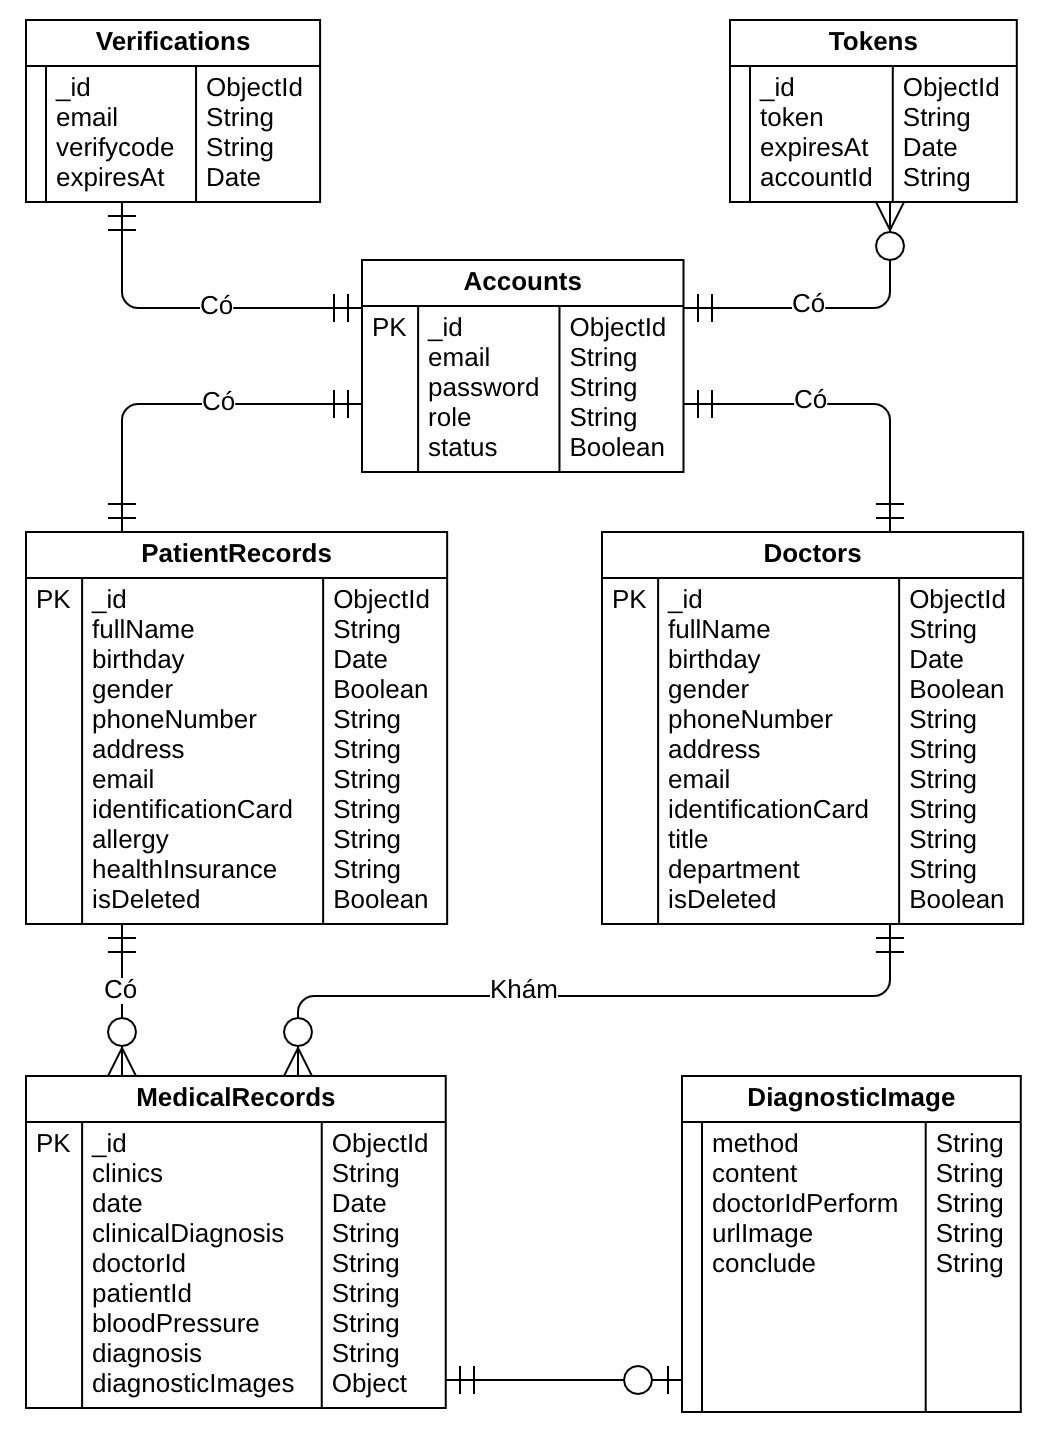 Verifications
_id ObjectId
email String
verifycode String
expiresAt Date
Tokens
_id ObjectId
token String
expiresAt Date
accountId String
Có
Có
Accounts
PK _id ObjectId
email String
password String
role String
status Boolean
Có
Có
PatientRecords
PK _id ObjectId
fullName String
birthday Date
gender Boolean
phoneNumber String
address String
email String
identificationCard String
allergy String
healthInsurance String
isDeleted Boolean
Doctors
PK _id ObjectId
fullName String
birthday Date
gender Boolean
phoneNumber String
address String
email String
identificationCard String
title String
department String
isDeleted Boolean
Có
Khám
MedicalRecords
PK _id ObjectId
clinics String
date Date
clinicalDiagnosis String
doctorId String
patientId String
bloodPressure String
diagnosis String
diagnosticImages Object
DiagnosticImage
method String
content String
doctorIdPerform String
urlImage String
conclude String